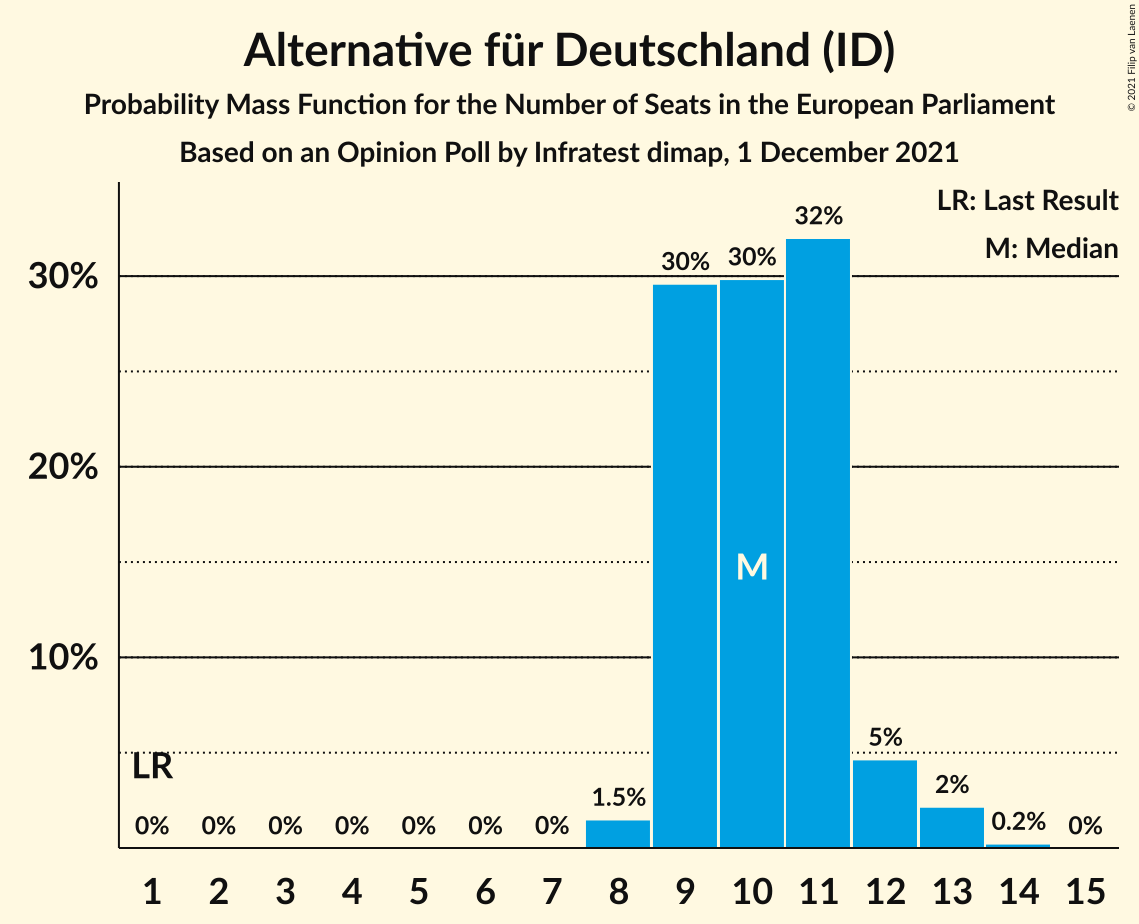 Alternative für Deutschland (ID)
Probability Mass Function for the Number of Seats in the European Parliament
Based on an Opinion Poll by Infratest dimap, 1 December 2021
© 2021 Filip van Laenen
LR: Last Result
M: Median
32%
30%
30%
30%
20%
M
10%
5%
LR
2%
1.5%
0.2%
0% 0% 0% 0% 0% 0% 0% 0%
1 2 3 4 5 6 7 8 9 10 11 12 13 14 15